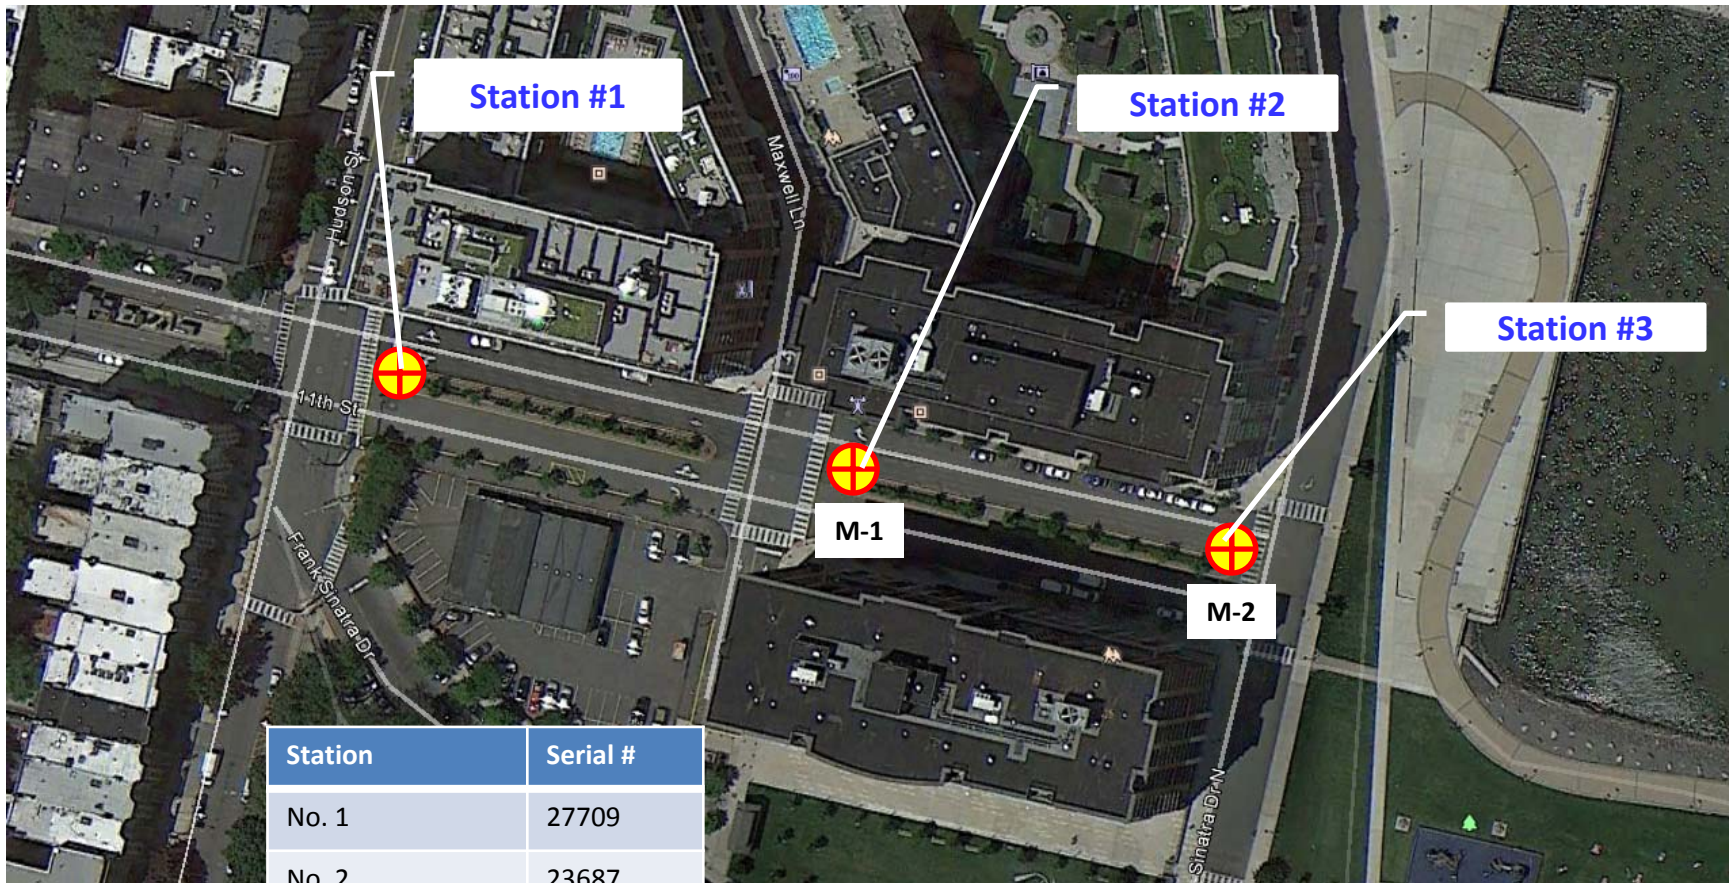 Station #1
Station #2
Station #3
Hudson St
Maxwell Ln
11th St
M-1
M-2
Frank Sinatra Dr
Sinatra Dr N
Station Serial #
No. 1 27709
No. 2 23687